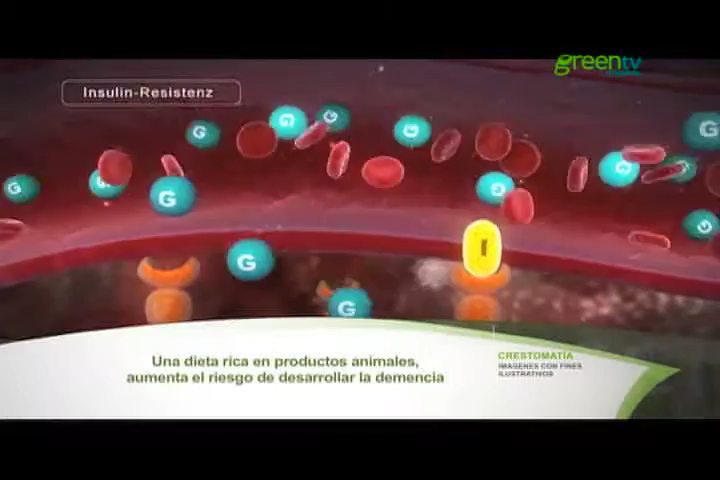 greentv
Insulin-Resistenz
G
G
G
G
G
G
G
G
G
G
G
I
Una dieta rica en productos animales,
aumenta el riesgo de desarrollar la demencia
CRESTOMATÍA
IMAGENES CON FINES
ILUSTRATIVOS